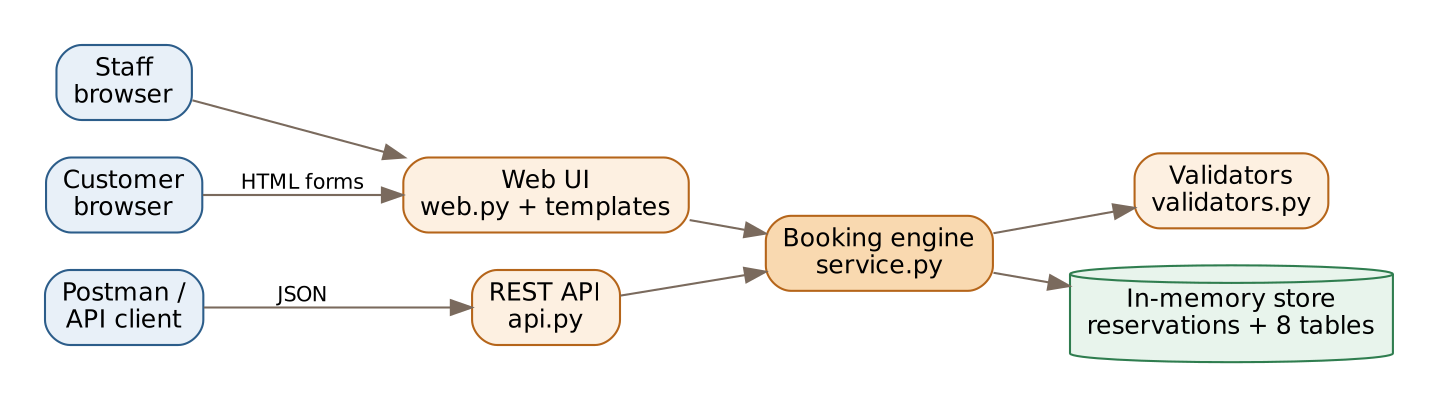 Staff
browser
Customer
browser
Postman /
API client
HTML forms
JSON
Web UI
web.py + templates
REST API
api.py
Booking engine
service.py
Validators
validators.py
In-memory store
reservations + 8 tables